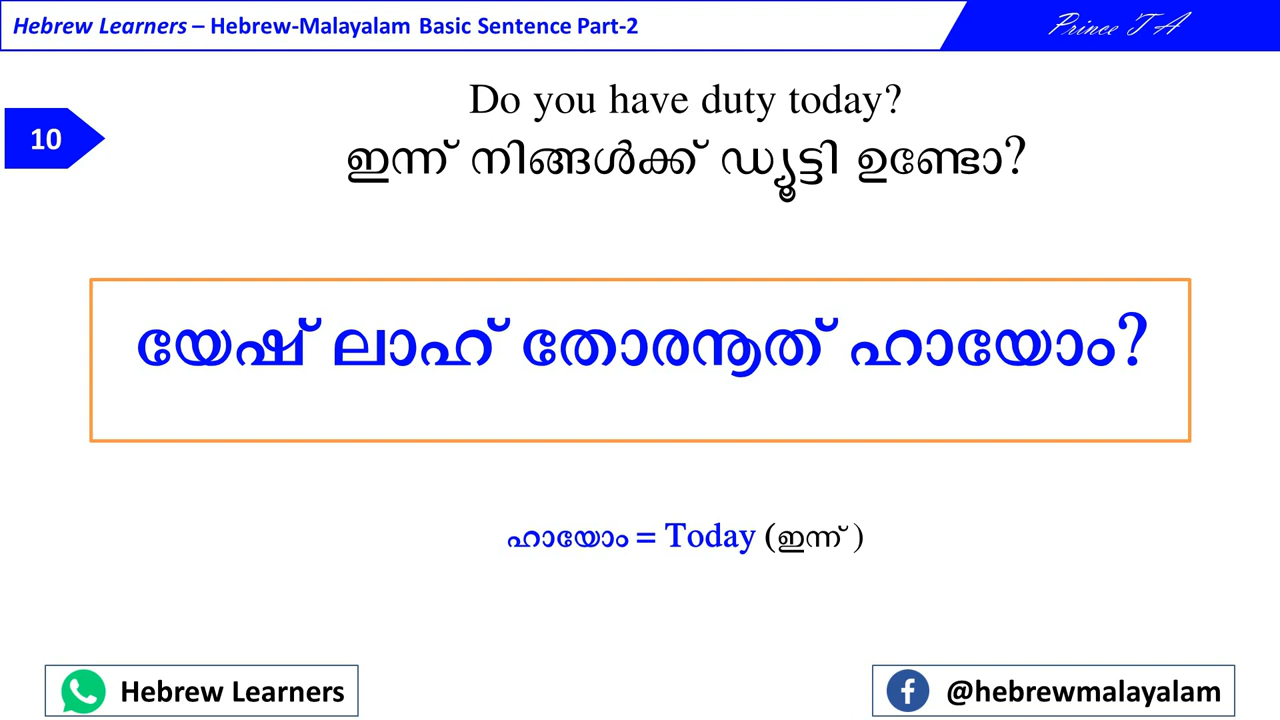 Hebrew Learners – Hebrew-Malayalam Basic Sentence Part-2
Prince T A
10
Do you have duty today?
ഇന്ന് നിങ്ങൾക്ക് ഡ്യൂട്ടി ഉണ്ടോ?
യേഷ് ലാഹ് തോരനൂത് ഹായോം?
ഹായോം = Today (ഇന്ന് )
Hebrew Learners
@hebrewmalayalam